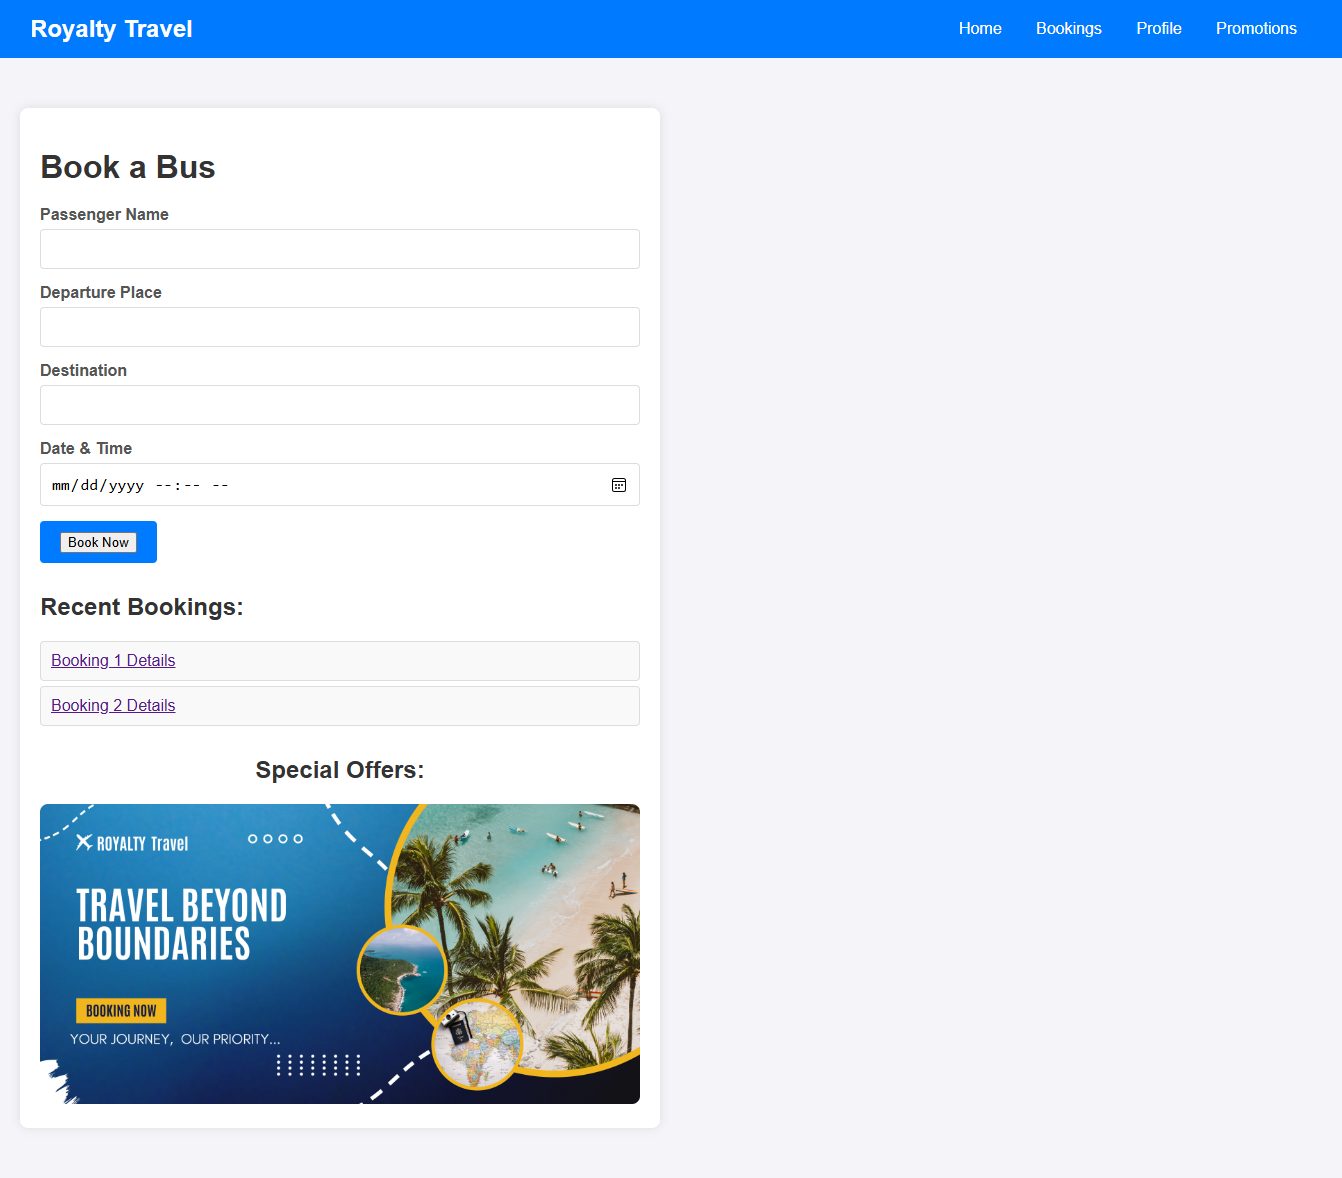 Royalty Travel
Home Bookings Profile Promotions
Book a Bus
Passenger Name
Departure Place
Destination
Date & Time
mm/dd/yyyy --:-- --
Book Now
Recent Bookings:
Booking 1 Details
Booking 2 Details
Special Offers:
ROYALTY Travel
TRAVEL BEYOND
BOUNDARIES
BOOKING NOW
YOUR JOURNEY, OUR PRIORITY...